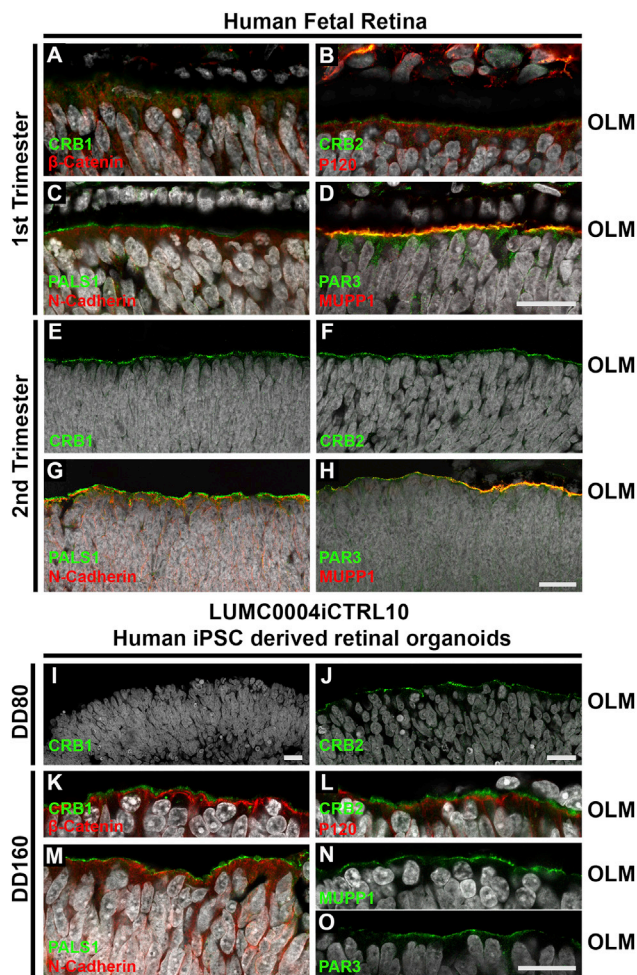 Human Fetal Retina
1st Trimester
A
CRB1
β-Catenin
B
CRB2
P120
OLM
C
PALS1
N-Cadherin
D
PAR3
MUPP1
OLM
2nd Trimester
E
CRB1
F
CRB2
OLM
G
PALS1
N-Cadherin
H
PAR3
MUPP1
OLM
LUMC0004iCTRL10
Human iPSC derived retinal organoids
DD80
I
CRB1
J
CRB2
OLM
DD160
K
CRB1
β-Catenin
L
CRB2
P120
OLM
M
PALS1
N-Cadherin
N
MUPP1
OLM
O
PAR3
OLM